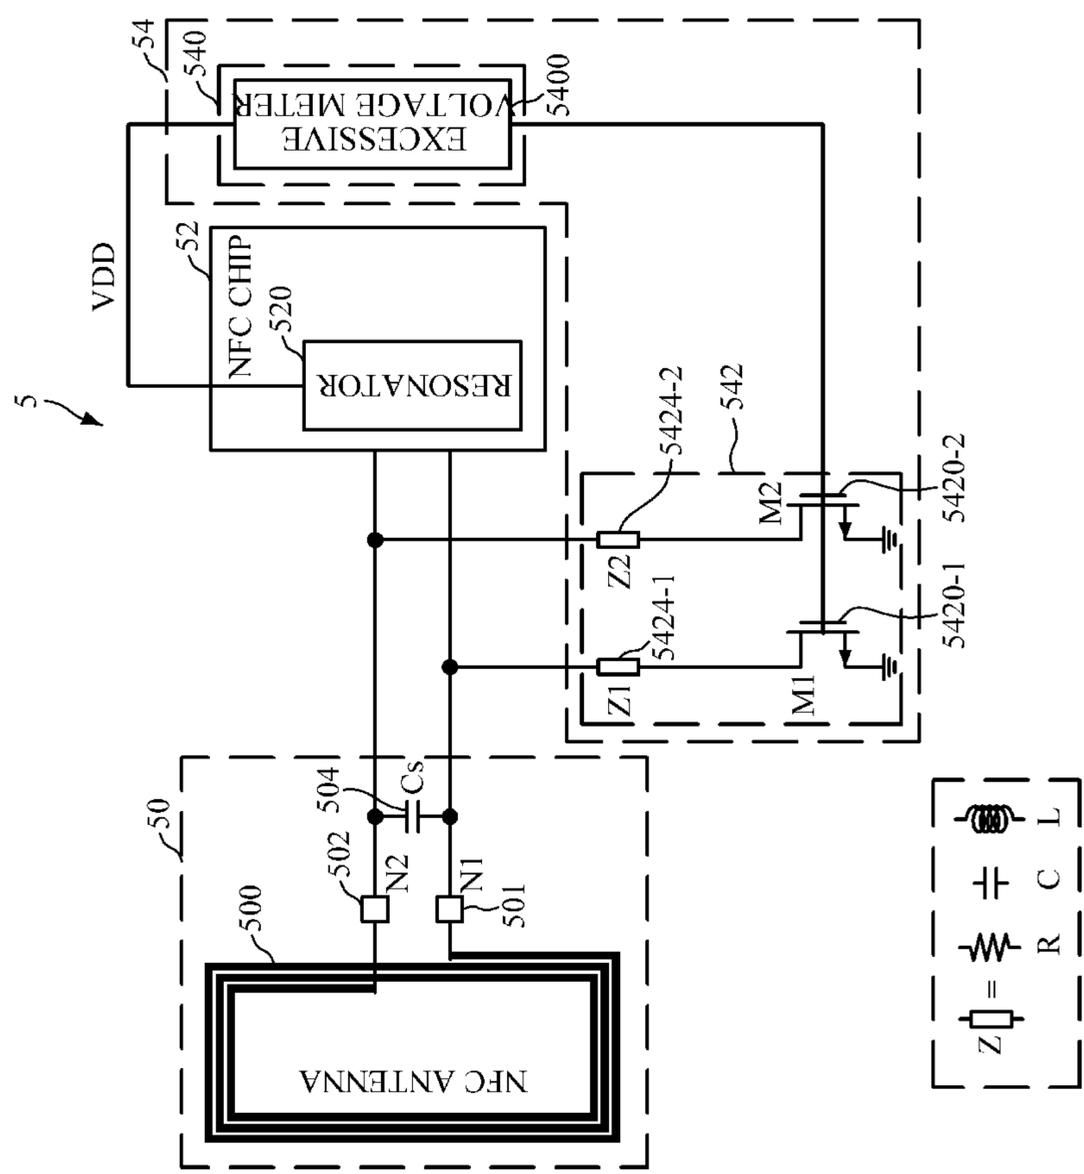 5
54
540
EXCESSIVE
VOLTAGE METER
5400
VDD
52
NFC CHIP
520
RESONATOR
542
5424-2
Z2
M2
5420-2
5424-1
Z1
M1
5420-1
50
504
Cs
502
N2
N1
501
500
NFC ANTENNA
Z = R C L